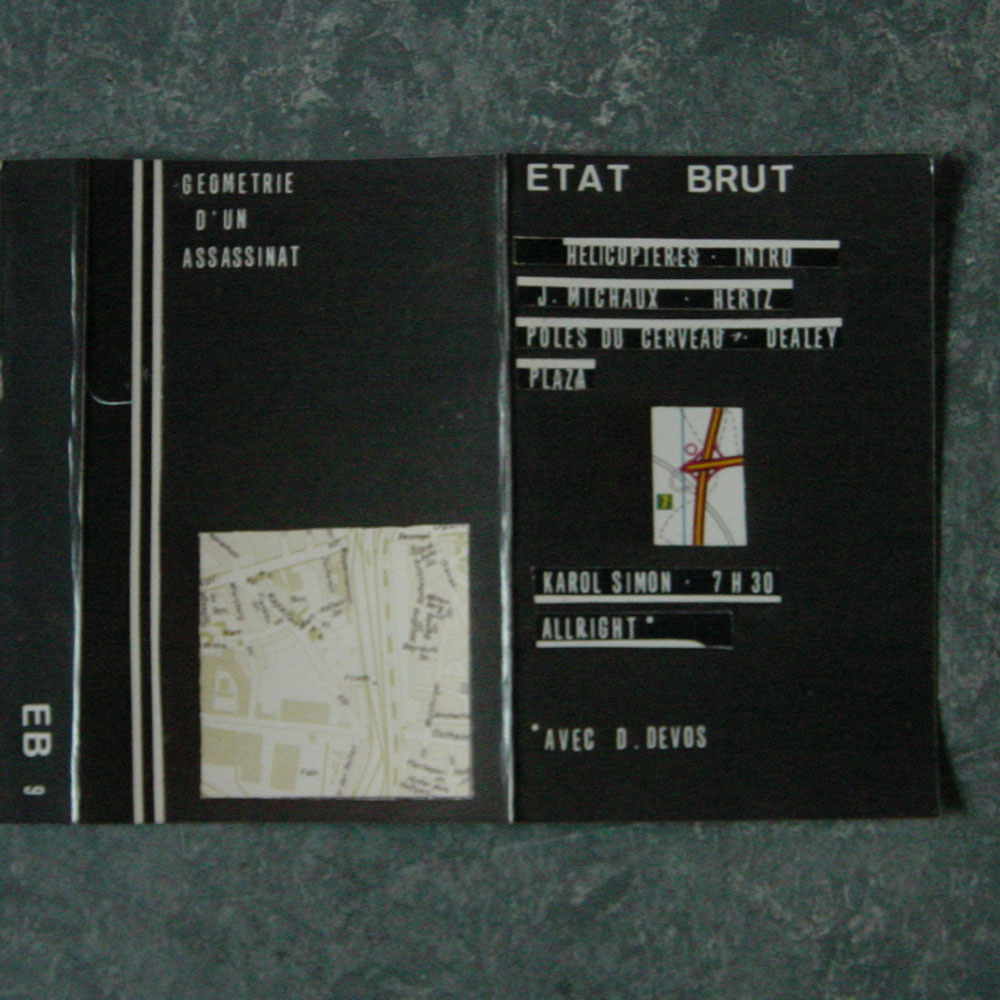 GEOMETRIE
D'UN
ASSASSINAT
EB 9
ETAT BRUT
HELICOPTERES · INTRO
J. MICHAUX · HERTZ
POLES DU CERVEAU · DEALEY
PLAZA
7
KAROL SIMON · 7 H 30
ALLRIGHT *
*AVEC D. DEVOS